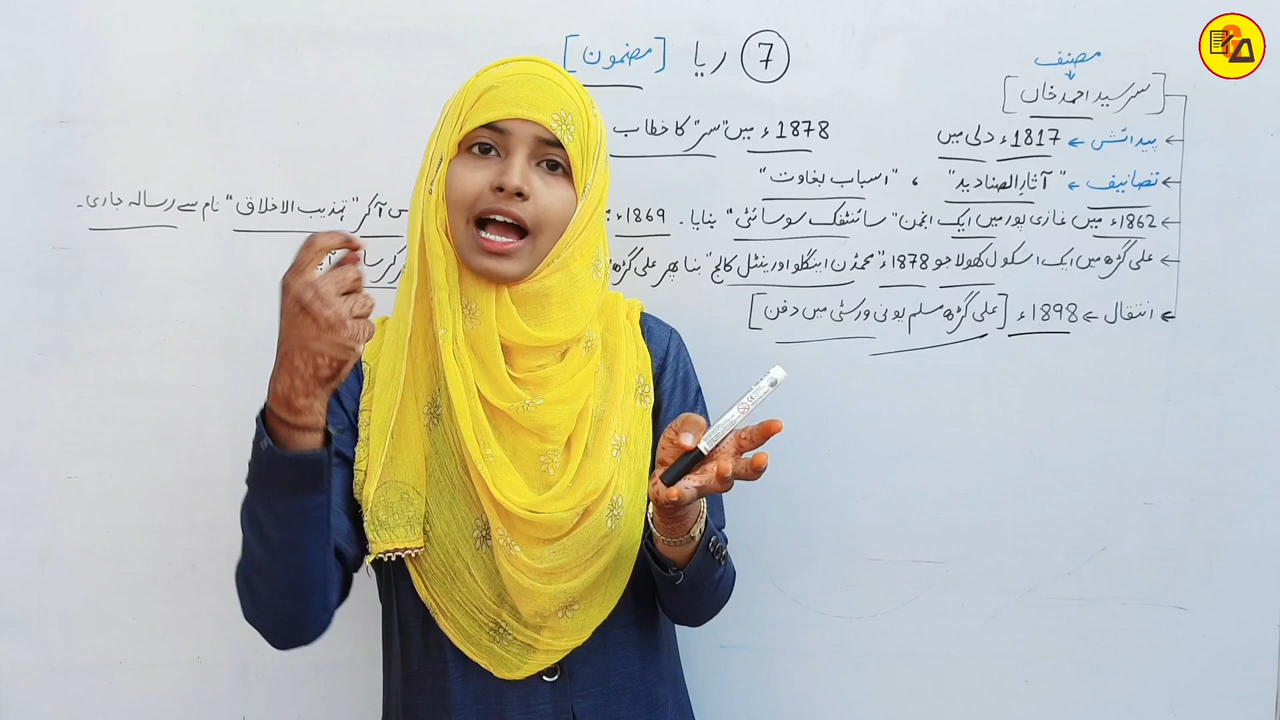 7 ریا [مضمون]
مصنف
[سرسید احمد خاں]
پیدائش ← 1817ء دلی میں 1878ء میں "سر" کا خطاب
تصانیف ← "آثار الصنادید" ، "اسباب بغاوت"
1862ء میں غازی پور میں ایک انجمن "سائنٹفک سوسائٹی" بنایا۔ 1869ء آکر "تہذیب الاخلاق" نام سے رسالہ جاری۔
علی گڑھ میں ایک اسکول کھولا جو 1878ء "محمڈن اینگلو اورینٹل کالج" بنا پھر علی گڑھ
انتقال ← 1898ء [علی گڑھ مسلم یونی ورسٹی میں دفن]